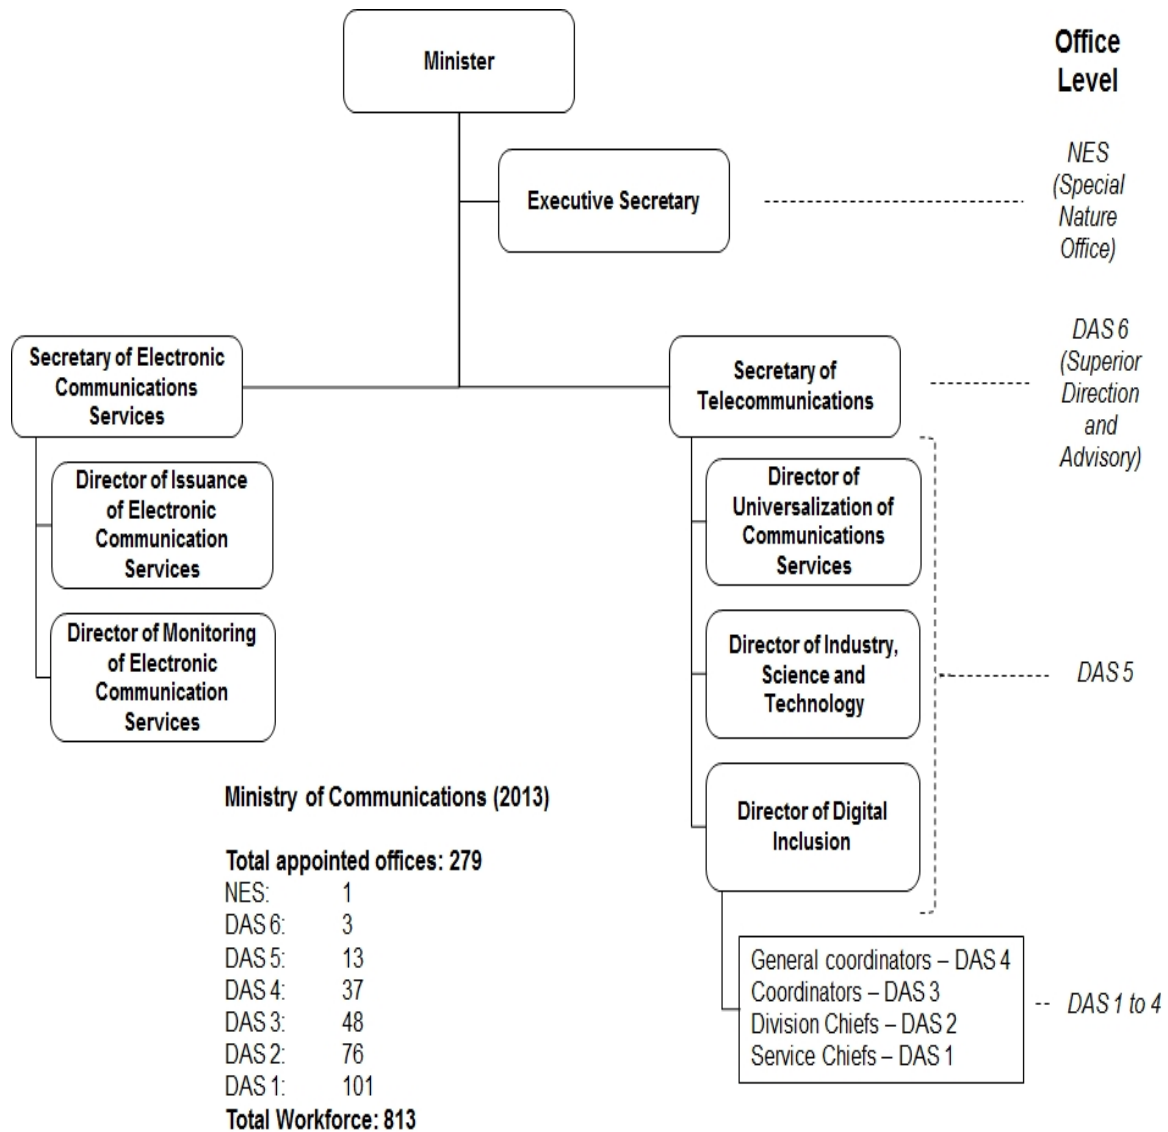 Minister
Office
Level
Executive Secretary
NES
(Special
Nature
Office)
Secretary of Electronic
Communications
Services
Secretary of
Telecommunications
DAS 6
(Superior
Direction
and
Advisory)
Director of Issuance
of Electronic
Communication
Services
Director of Monitoring
of Electronic
Communication
Services
Director of
Universalization of
Communications
Services
Director of Industry,
Science and
Technology
Director of Digital
Inclusion
DAS 5
General coordinators – DAS 4
Coordinators – DAS 3
Division Chiefs – DAS 2
Service Chiefs – DAS 1
DAS 1 to 4
Ministry of Communications (2013)
Total appointed offices: 279
NES: 1
DAS 6: 3
DAS 5: 13
DAS 4: 37
DAS 3: 48
DAS 2: 76
DAS 1: 101
Total Workforce: 813